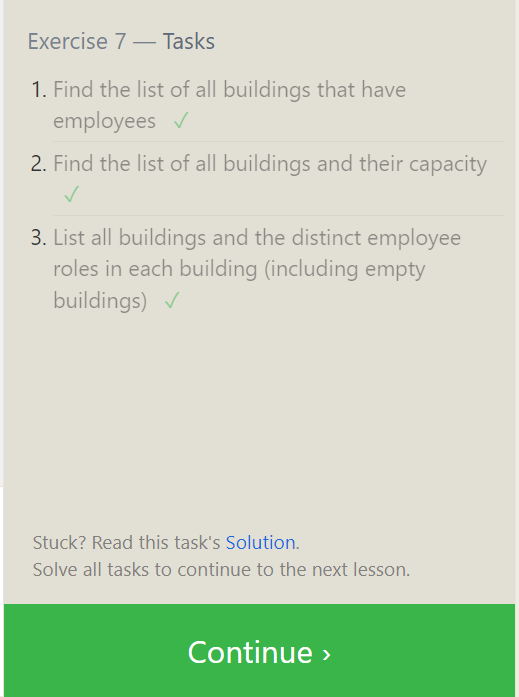 Exercise 7 — Tasks
1. Find the list of all buildings that have
employees ✓
2. Find the list of all buildings and their capacity
✓
3. List all buildings and the distinct employee
roles in each building (including empty
buildings) ✓
Stuck? Read this task's Solution.
Solve all tasks to continue to the next lesson.
Continue ›